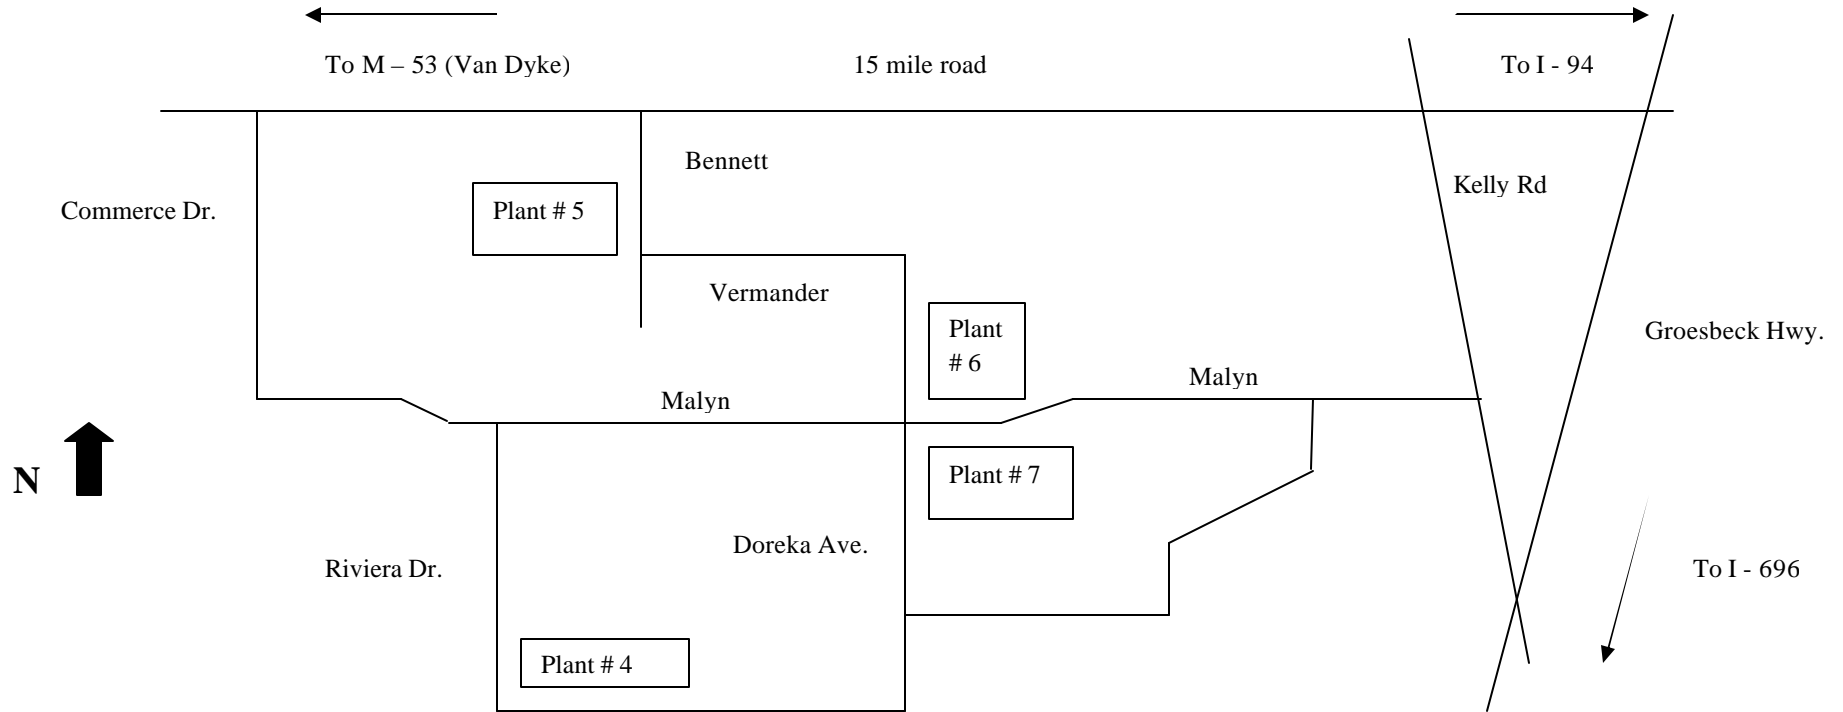 To M – 53 (Van Dyke)
15 mile road
To I - 94
Bennett
Kelly Rd
Commerce Dr.
Plant # 5
Vermander
Plant
# 6
Groesbeck Hwy.
Malyn
Malyn
N
Plant # 7
Doreka Ave.
Riviera Dr.
To I - 696
Plant # 4